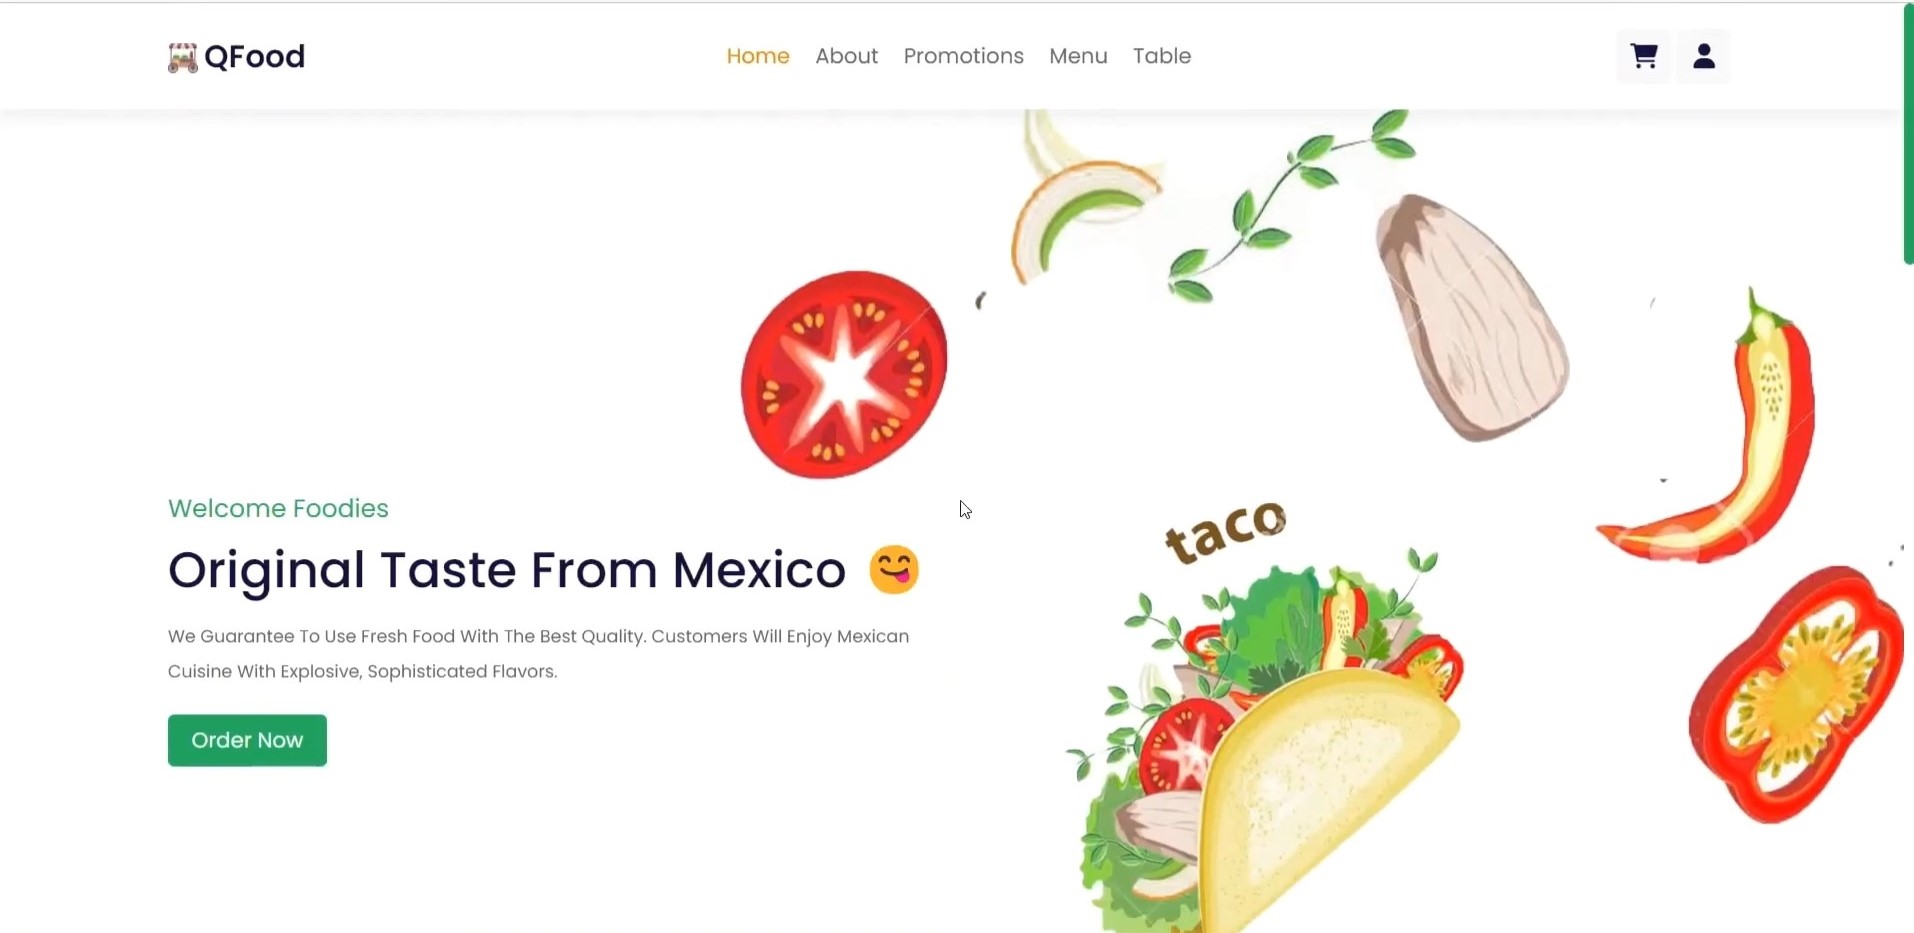 QFood
Home About Promotions Menu Table
Welcome Foodies
Original Taste From Mexico 😋
We Guarantee To Use Fresh Food With The Best Quality. Customers Will Enjoy Mexican
Cuisine With Explosive, Sophisticated Flavors.
Order Now
taco